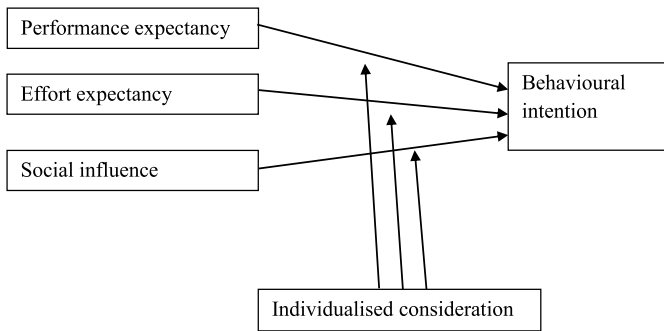 Performance expectancy
Effort expectancy
Behavioural
intention
Social influence
Individualised consideration